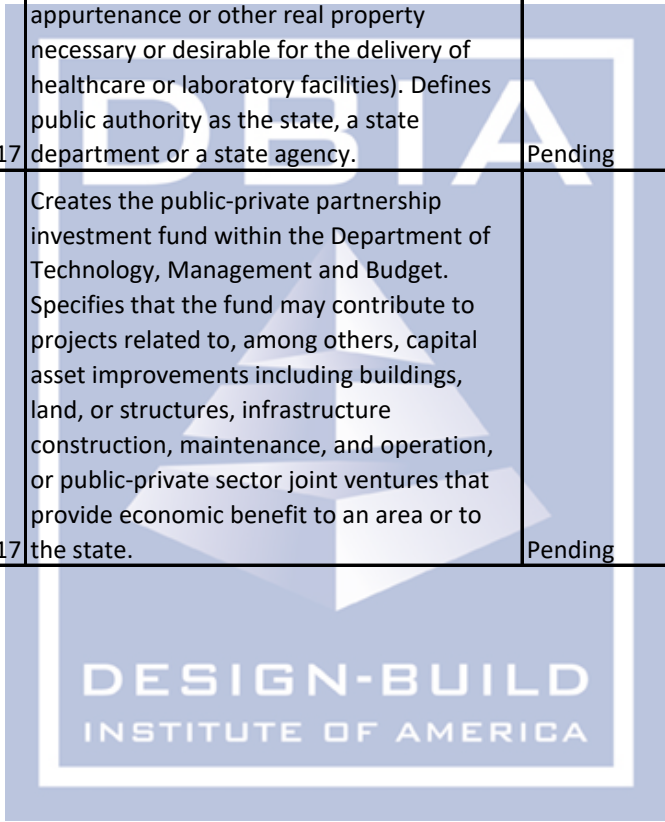 appurtenance or other real property
necessary or desirable for the delivery of
healthcare or laboratory facilities). Defines
public authority as the state, a state
17 department or a state agency. Pending
Creates the public-private partnership
investment fund within the Department of
Technology, Management and Budget.
Specifies that the fund may contribute to
projects related to, among others, capital
asset improvements including buildings,
land, or structures, infrastructure
construction, maintenance, and operation,
or public-private sector joint ventures that
provide economic benefit to an area or to
17 the state. Pending
DBIA
DESIGN-BUILD
INSTITUTE OF AMERICA